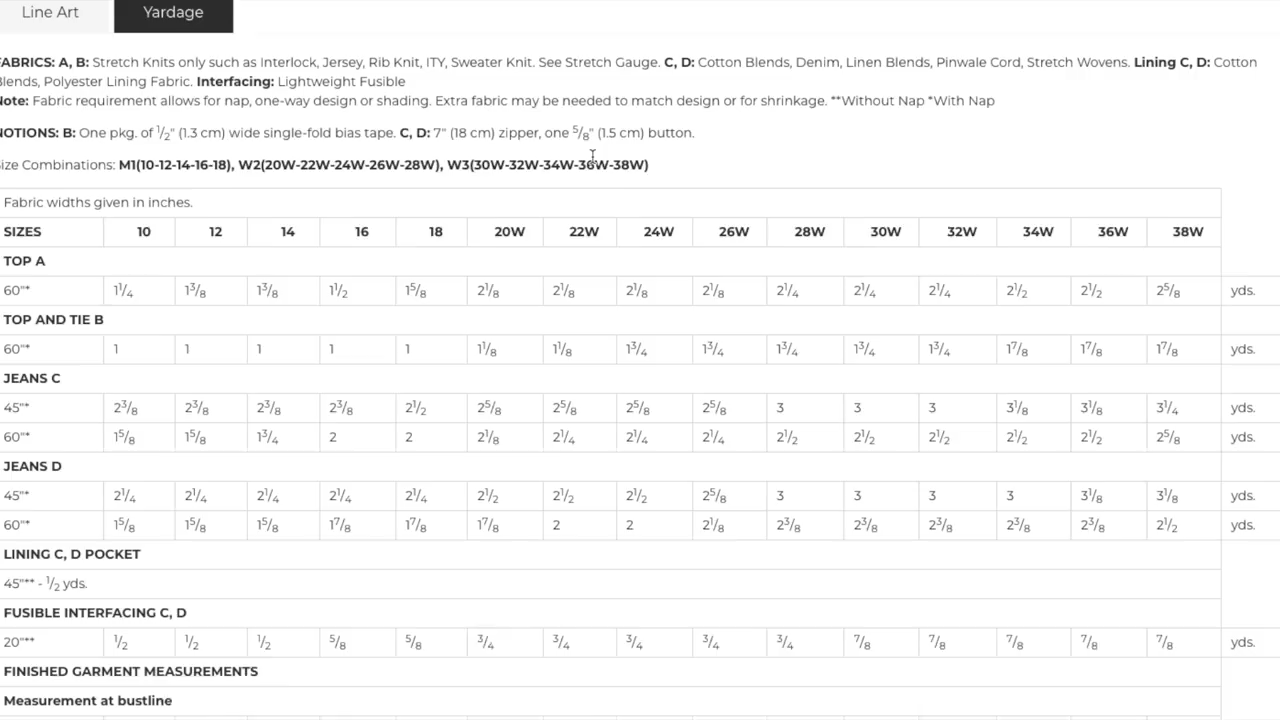 Line Art Yardage
FABRICS: A, B: Stretch Knits only such as Interlock, Jersey, Rib Knit, ITY, Sweater Knit. See Stretch Gauge. C, D: Cotton Blends, Denim, Linen Blends, Pinwale Cord, Stretch Wovens. Lining C, D: Cotton
Blends, Polyester Lining Fabric. Interfacing: Lightweight Fusible
Note: Fabric requirement allows for nap, one-way design or shading. Extra fabric may be needed to match design or for shrinkage. **Without Nap *With Nap
NOTIONS: B: One pkg. of 1/2" (1.3 cm) wide single-fold bias tape. C, D: 7" (18 cm) zipper, one 5/8" (1.5 cm) button.
ize Combinations: M1(10-12-14-16-18), W2(20W-22W-24W-26W-28W), W3(30W-32W-34W-36W-38W)
Fabric widths given in inches.
SIZES 10 12 14 16 18 20W 22W 24W 26W 28W 30W 32W 34W 36W 38W
TOP A
60"* 1 1/4 1 3/8 1 3/8 1 1/2 1 5/8 2 1/8 2 1/8 2 1/8 2 1/8 2 1/4 2 1/4 2 1/4 2 1/2 2 1/2 2 5/8 yds.
TOP AND TIE B
60"* 1 1 1 1 1 1 1/8 1 1/8 1 3/4 1 3/4 1 3/4 1 3/4 1 3/4 1 7/8 1 7/8 1 7/8 yds.
JEANS C
45"* 2 3/8 2 3/8 2 3/8 2 3/8 2 1/2 2 5/8 2 5/8 2 5/8 2 5/8 3 3 3 3 1/8 3 1/8 3 1/4 yds.
60"* 1 5/8 1 5/8 1 3/4 2 2 2 1/8 2 1/4 2 1/4 2 1/4 2 1/2 2 1/2 2 1/2 2 1/2 2 1/2 2 5/8 yds.
JEANS D
45"* 2 1/4 2 1/4 2 1/4 2 1/4 2 1/4 2 1/2 2 1/2 2 1/2 2 5/8 3 3 3 3 3 1/8 3 1/8 yds.
60"* 1 5/8 1 5/8 1 5/8 1 7/8 1 7/8 1 7/8 2 2 2 1/8 2 3/8 2 3/8 2 3/8 2 3/8 2 3/8 2 1/2 yds.
LINING C, D POCKET
45"** - 1/2 yds.
FUSIBLE INTERFACING C, D
20"** 1/2 1/2 1/2 5/8 5/8 3/4 3/4 3/4 3/4 3/4 7/8 7/8 7/8 7/8 7/8 yds.
FINISHED GARMENT MEASUREMENTS
Measurement at bustline